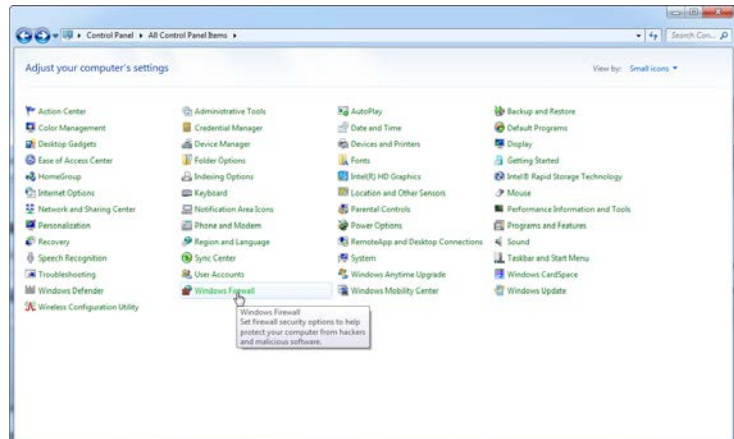 Control Panel ▸ All Control Panel Items ▸
Search Con...
Adjust your computer's settings
View by: Small icons
Action Center
Administrative Tools
AutoPlay
Backup and Restore
Color Management
Credential Manager
Date and Time
Default Programs
Desktop Gadgets
Device Manager
Devices and Printers
Display
Ease of Access Center
Folder Options
Fonts
Getting Started
HomeGroup
Indexing Options
Intel(R) HD Graphics
Intel® Rapid Storage Technology
Internet Options
Keyboard
Location and Other Sensors
Mouse
Network and Sharing Center
Notification Area Icons
Parental Controls
Performance Information and Tools
Personalization
Phone and Modem
Power Options
Programs and Features
Recovery
Region and Language
RemoteApp and Desktop Connections
Sound
Speech Recognition
Sync Center
System
Taskbar and Start Menu
Troubleshooting
User Accounts
Windows Anytime Upgrade
Windows CardSpace
Windows Defender
Windows Firewall
Windows Mobility Center
Windows Update
Wireless Configuration Utility
Windows Firewall
Set firewall security options to help
protect your computer from hackers
and malicious software.